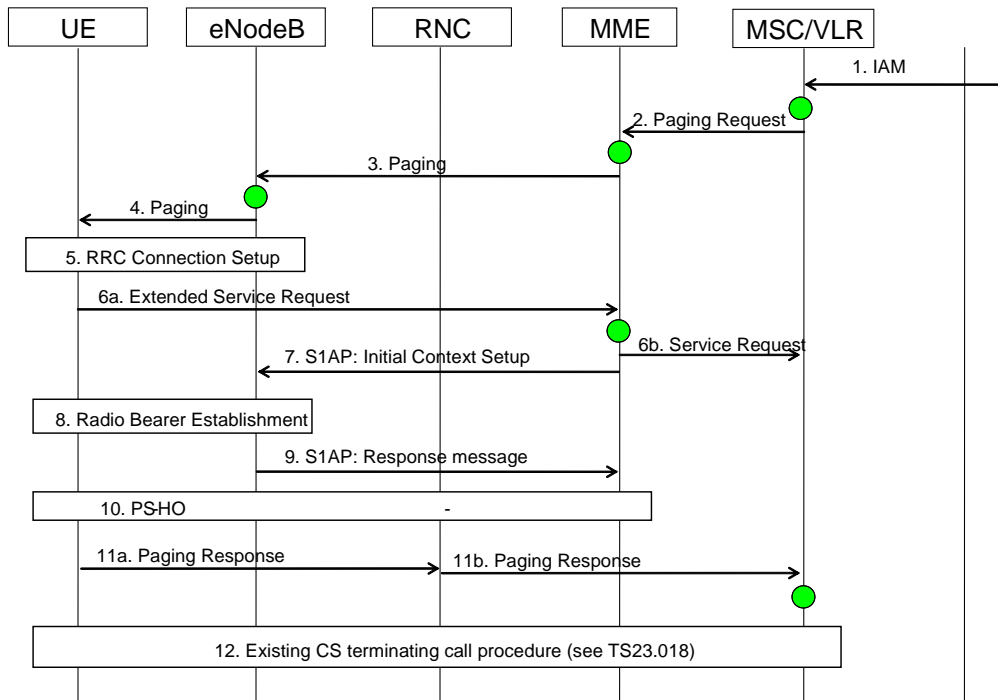 UE
eNodeB
RNC
MME
MSC/VLR
1. IAM
2. Paging Request
3. Paging
4. Paging
5. RRC Connection Setup
6a. Extended Service Request
6b. Service Request
7. S1AP: Initial Context Setup
8. Radio Bearer Establishment
9. S1AP: Response message
10. PS-HO -
11a. Paging Response
11b. Paging Response
12. Existing CS terminating call procedure (see TS23.018)